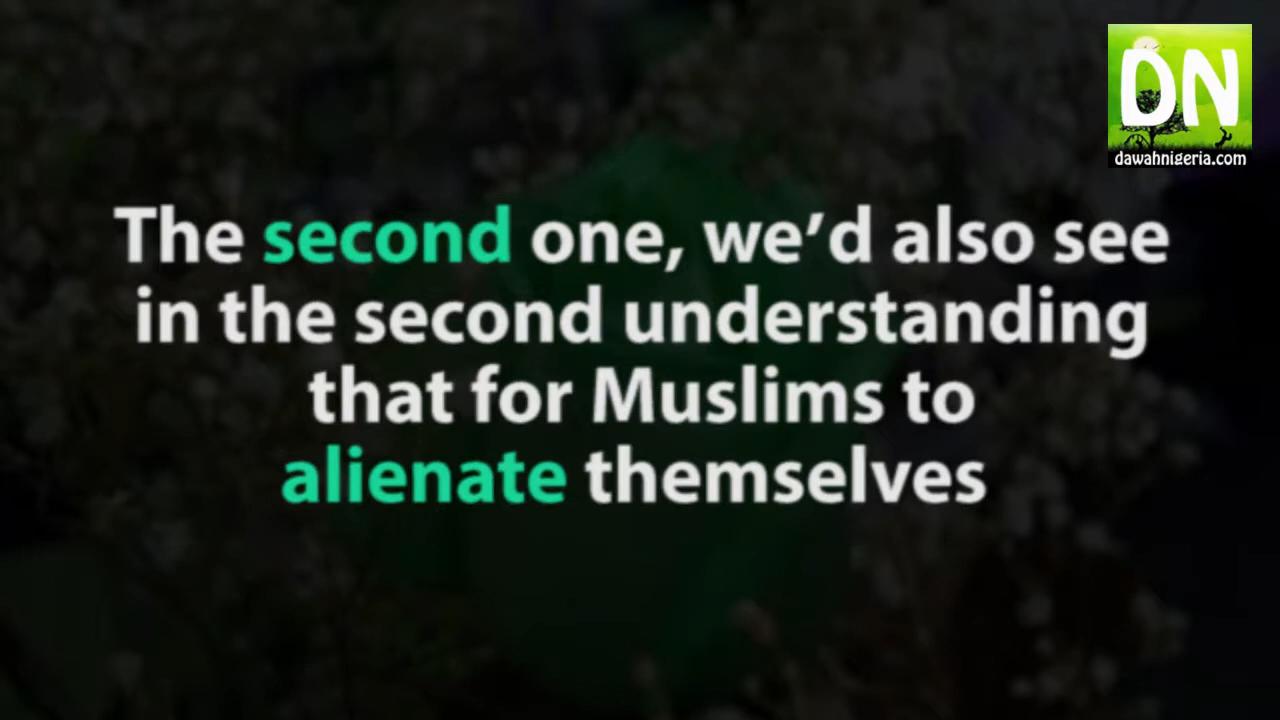 DN
dawahnigeria.com
The second one, we’d also see
in the second understanding
that for Muslims to
alienate themselves